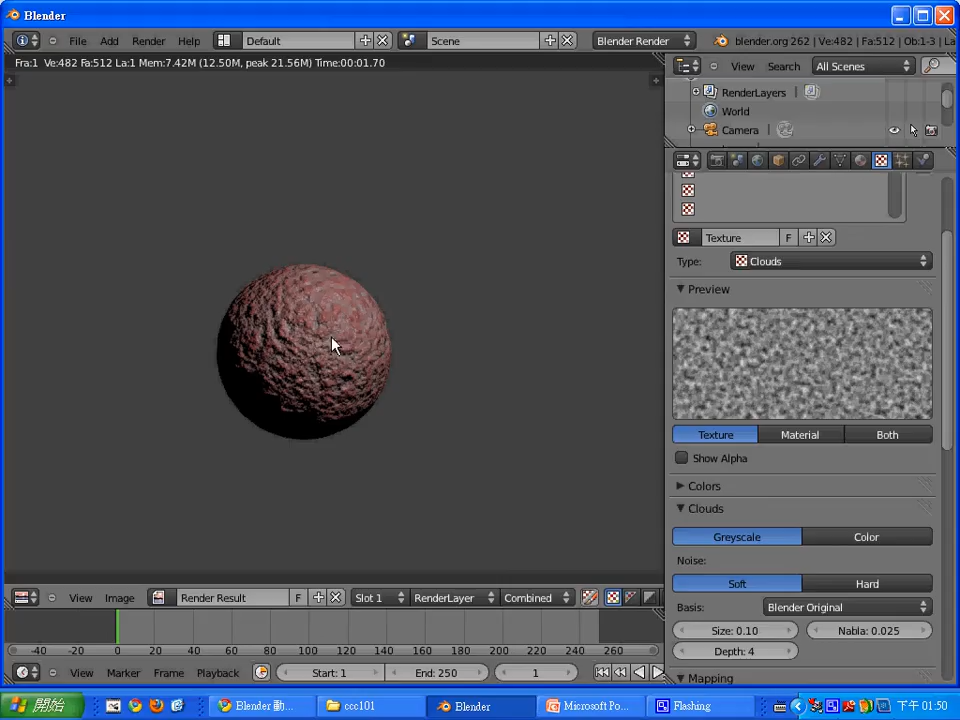 Blender
File Add Render Help Default Scene Blender Render blender.org 262 | Ve:482 Fa:512 | Ob:1-3 | La
Fra:1 Ve:482 Fa:512 La:1 Mem:7.42M (12.50M, peak 21.56M) Time:00:01.70
View Search All Scenes
RenderLayers
World
Camera
Texture F
Type: Clouds
Preview
Texture Material Both
Show Alpha
Colors
Clouds
Greyscale Color
Noise:
Soft Hard
Basis: Blender Original
Size: 0.10 Nabla: 0.025
Depth: 4
Mapping
View Image Render Result F Slot 1 RenderLayer Combined
-40 -20 0 20 40 60 80 100 120 140 160 180 200 220 240 260
View Marker Frame Playback Start: 1 End: 250 1
開始 Blender 動... ccc101 Blender Microsoft Po... Flashing 下午 01:50